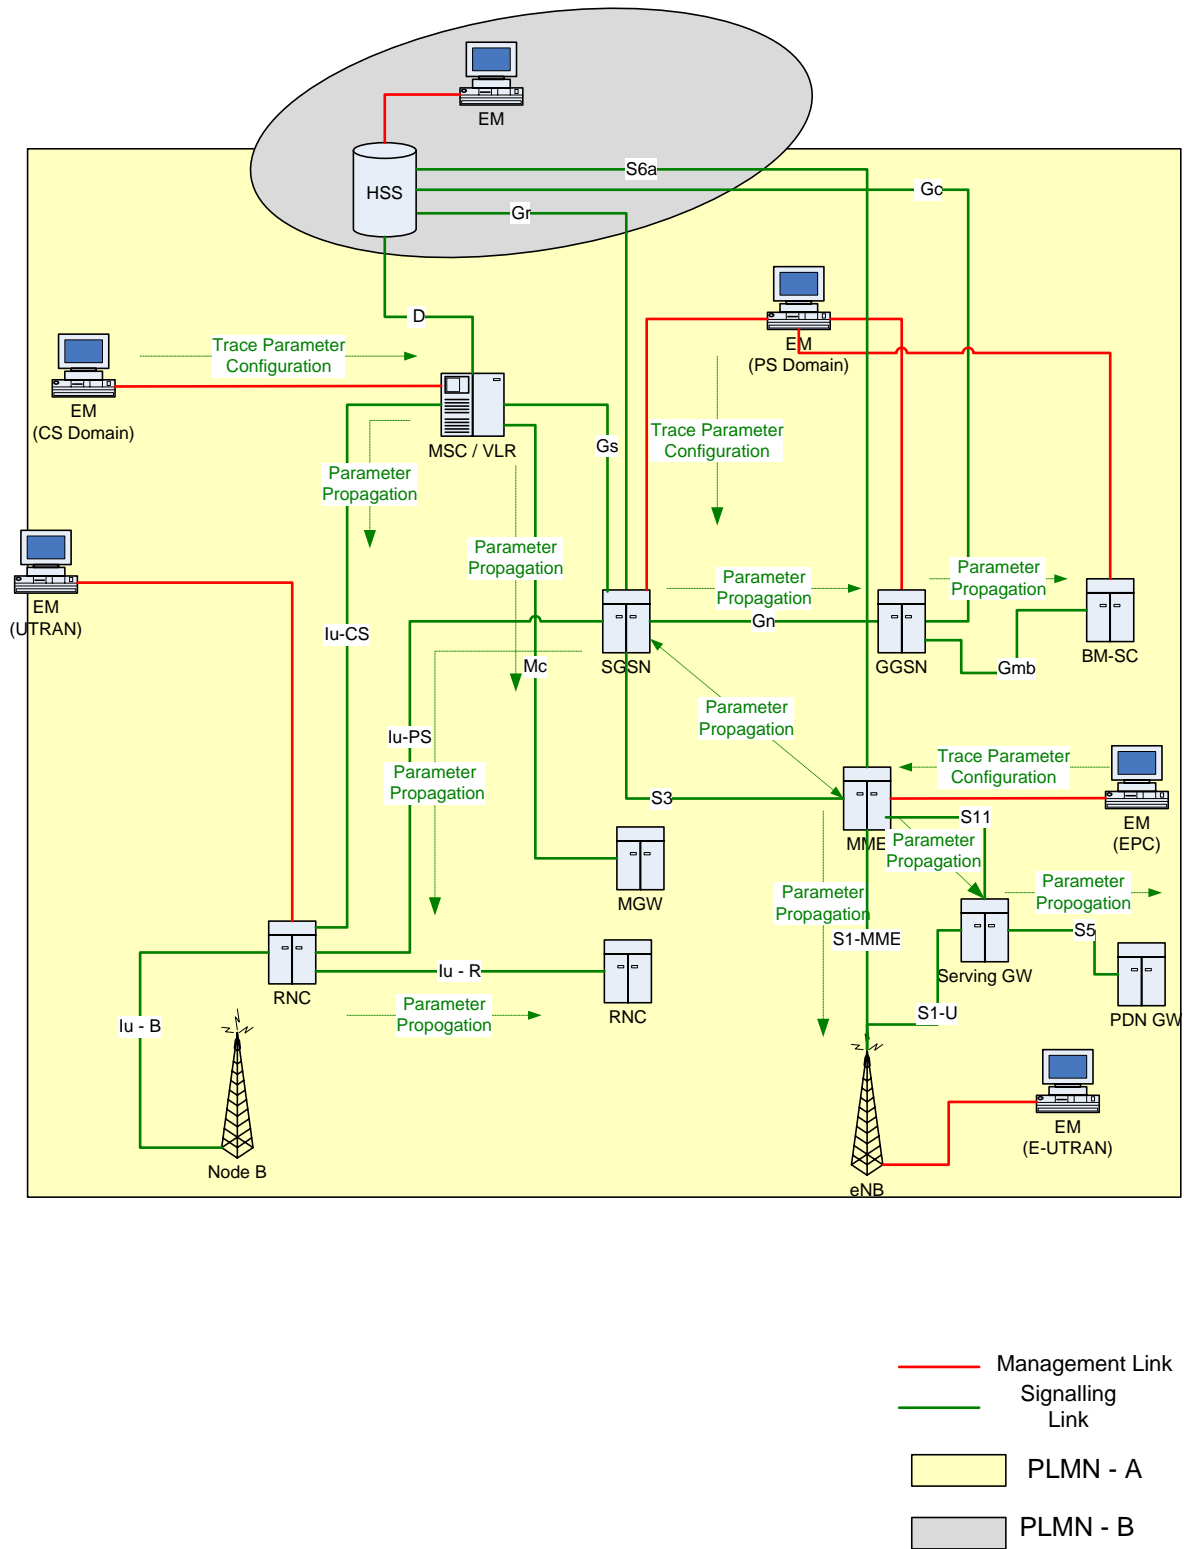 EM
HSS
S6a
Gc
Gr
D
Trace Parameter
Configuration
EM
(CS Domain)
MSC / VLR
EM
(PS Domain)
Gs
Trace Parameter
Configuration
Parameter
Propagation
Parameter
Propagation
EM
(UTRAN)
Iu-CS
Parameter
Propagation
Parameter
Propagation
Gn
SGSN
GGSN
Gmb
BM-SC
Mc
Parameter
Propagation
Iu-PS
Parameter
Propagation
Trace Parameter
Configuration
S3
S11
MME
EM
(EPC)
Parameter
Propagation
MGW
Parameter
Propagation
Parameter
Propogation
S1-MME
S5
Serving GW
Iu - R
RNC
RNC
Parameter
Propogation
S1-U
PDN GW
Iu - B
EM
(E-UTRAN)
Node B
eNB
Management Link
Signalling
Link
PLMN - A
PLMN - B